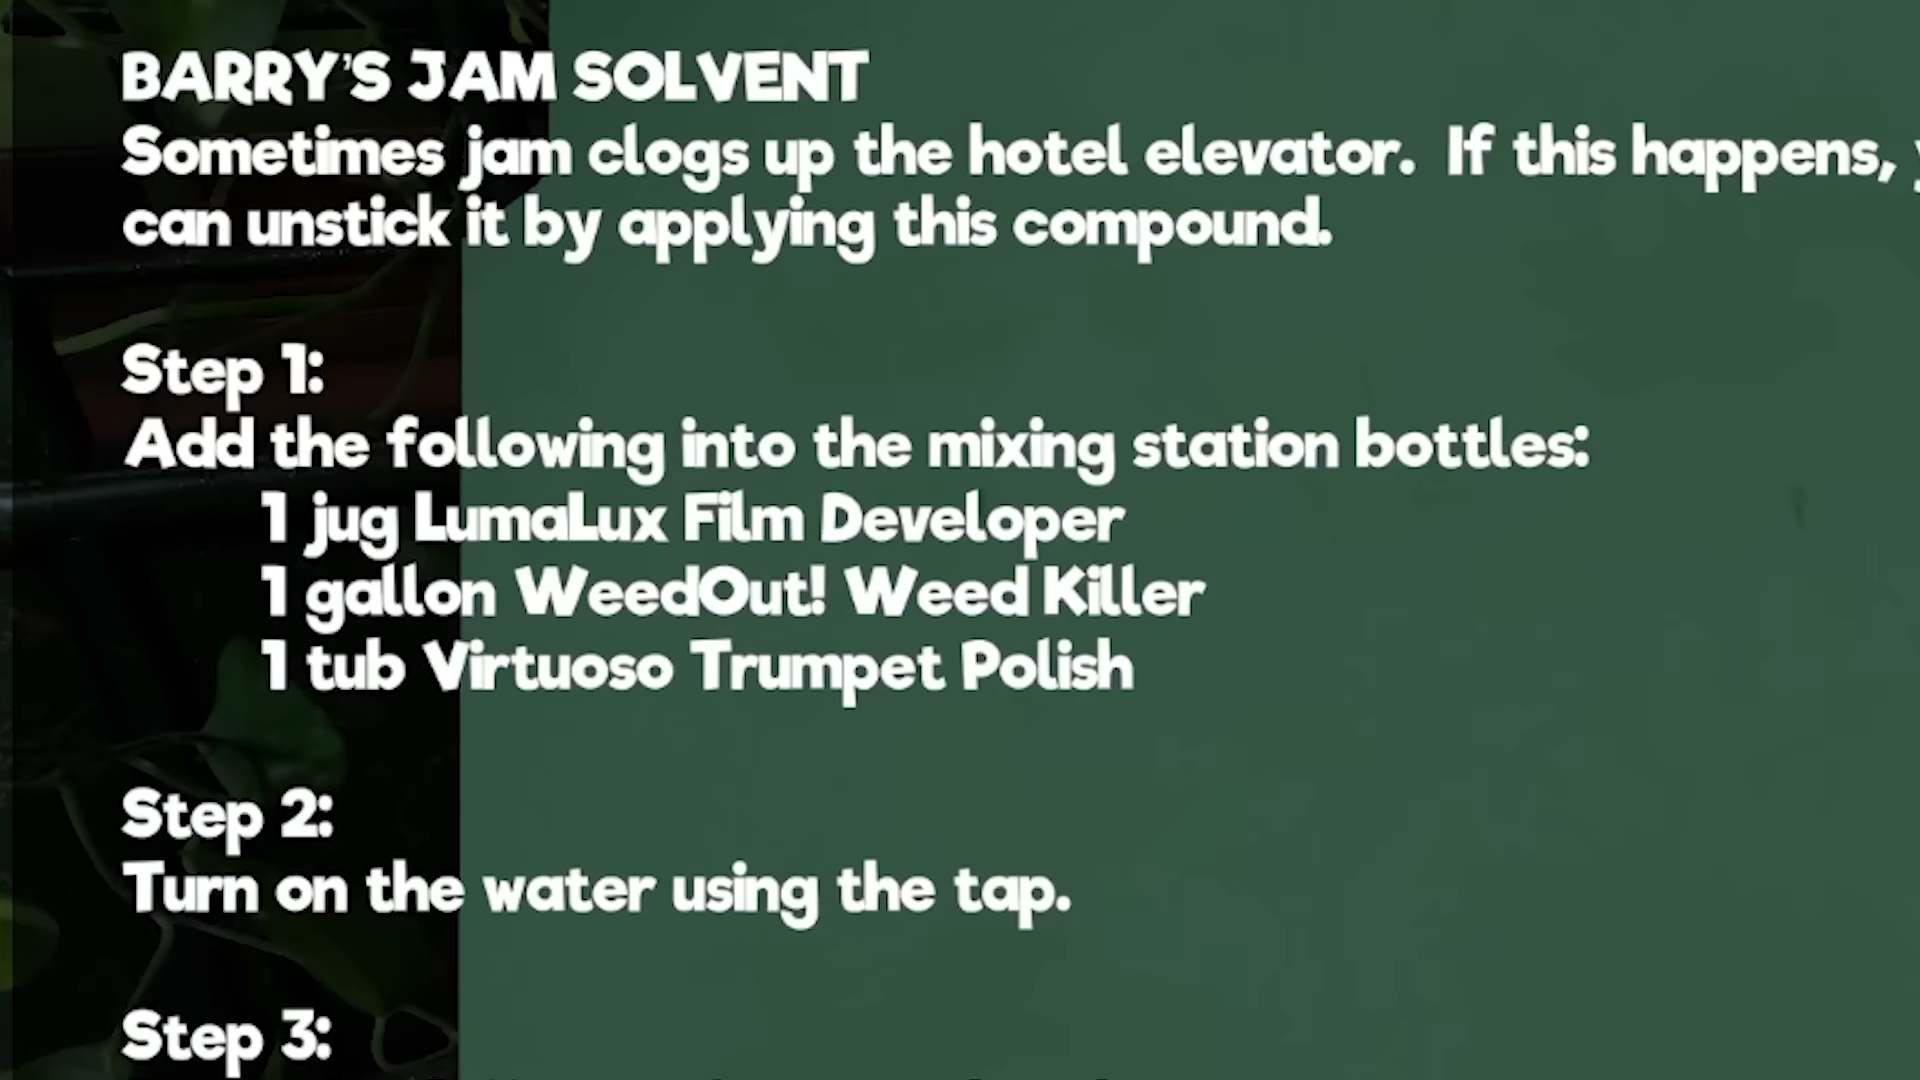 BARRY'S JAM SOLVENT
Sometimes jam clogs up the hotel elevator. If this happens,
can unstick it by applying this compound.
Step 1:
Add the following into the mixing station bottles:
1 jug LumaLux Film Developer
1 gallon WeedOut! Weed Killer
1 tub Virtuoso Trumpet Polish
Step 2:
Turn on the water using the tap.
Step 3: